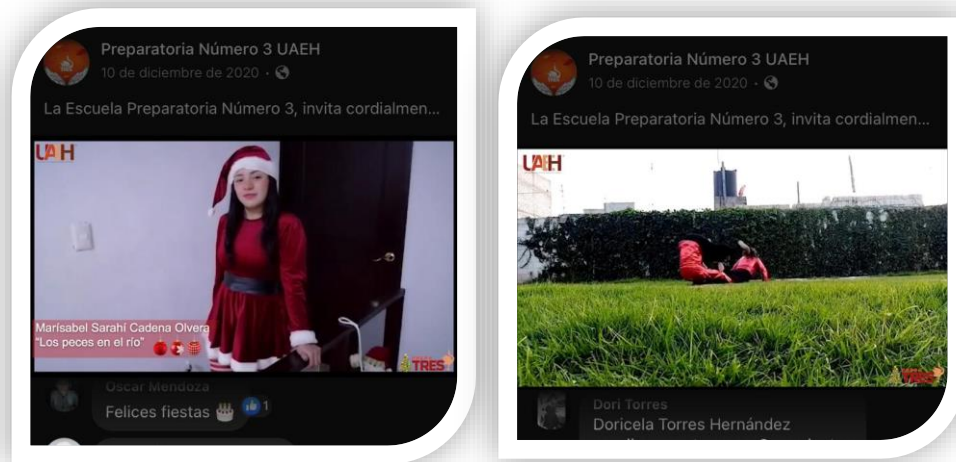 Preparatoria Número 3 UAEH
10 de diciembre de 2020
La Escuela Preparatoria Número 3, invita cordialmen...
UAEH
Marísabel Sarahí Cadena Olvera
"Los peces en el río"
TRES
Oscar Mendoza
Felices fiestas 🎂 👍 1
Preparatoria Número 3 UAEH
10 de diciembre de 2020
La Escuela Preparatoria Número 3, invita cordialmen...
UAEH
TRES
Dori Torres
Doricela Torres Hernández